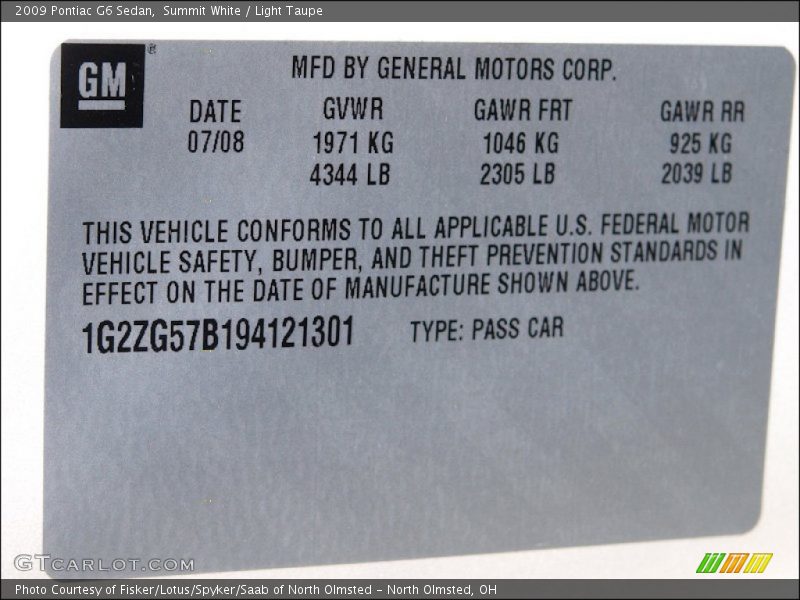 2009 Pontiac G6 Sedan, Summit White / Light Taupe
GM ®
MFD BY GENERAL MOTORS CORP.
DATE GVWR GAWR FRT GAWR RR
07/08 1971 KG 1046 KG 925 KG
4344 LB 2305 LB 2039 LB
THIS VEHICLE CONFORMS TO ALL APPLICABLE U.S. FEDERAL MOTOR
VEHICLE SAFETY, BUMPER, AND THEFT PREVENTION STANDARDS IN
EFFECT ON THE DATE OF MANUFACTURE SHOWN ABOVE.
1G2ZG57B194121301 TYPE: PASS CAR
GTCARLOT.COM
Photo Courtesy of Fisker/Lotus/Spyker/Saab of North Olmsted - North Olmsted, OH